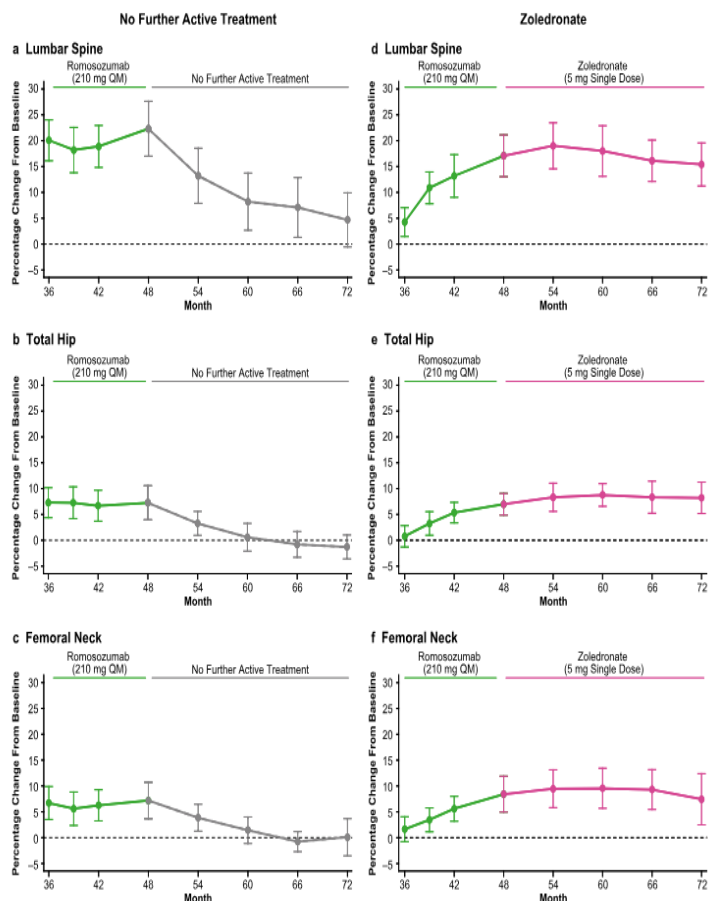 No Further Active Treatment
Zoledronate
a Lumbar Spine
Romosozumab
(210 mg QM)
No Further Active Treatment
Percentage Change From Baseline
30
25
20
15
10
5
0
−5
36 42 48 54 60 66 72
Month
d Lumbar Spine
Romosozumab
(210 mg QM)
Zoledronate
(5 mg Single Dose)
Percentage Change From Baseline
30
25
20
15
10
5
0
−5
36 42 48 54 60 66 72
Month
b Total Hip
Romosozumab
(210 mg QM)
No Further Active Treatment
Percentage Change From Baseline
30
25
20
15
10
5
0
−5
36 42 48 54 60 66 72
Month
e Total Hip
Romosozumab
(210 mg QM)
Zoledronate
(5 mg Single Dose)
Percentage Change From Baseline
30
25
20
15
10
5
0
−5
36 42 48 54 60 66 72
Month
c Femoral Neck
Romosozumab
(210 mg QM)
No Further Active Treatment
Percentage Change From Baseline
30
25
20
15
10
5
0
−5
36 42 48 54 60 66 72
Month
f Femoral Neck
Romosozumab
(210 mg QM)
Zoledronate
(5 mg Single Dose)
Percentage Change From Baseline
30
25
20
15
10
5
0
−5
36 42 48 54 60 66 72
Month